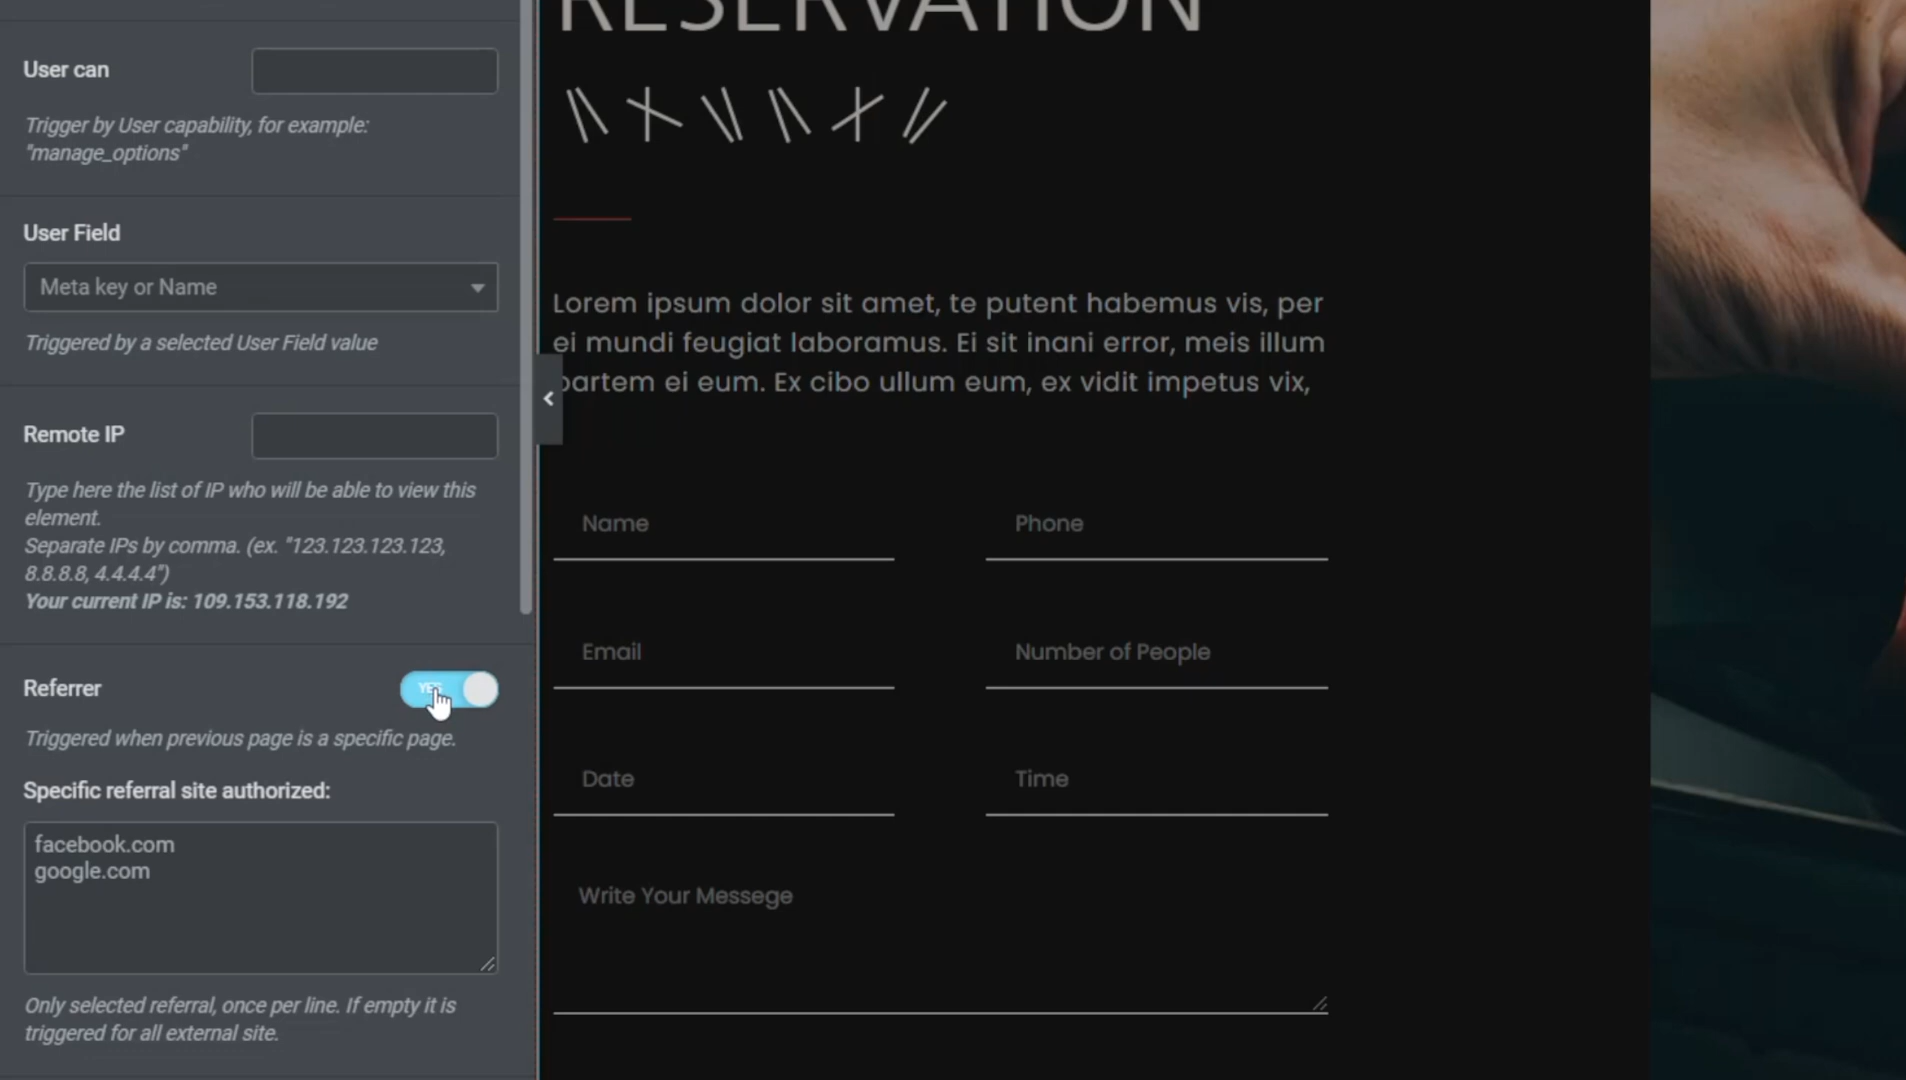 User can
Trigger by User capability, for example:
"manage_options"
User Field
Meta key or Name
Triggered by a selected User Field value
Remote IP
Type here the list of IP who will be able to view this
element.
Separate IPs by comma. (ex. "123.123.123.123,
8.8.8.8, 4.4.4.4")
Your current IP is: 109.153.118.192
Referrer
YES
Triggered when previous page is a specific page.
Specific referral site authorized:
facebook.com
google.com
Only selected referral, once per line. If empty it is
triggered for all external site.
RESERVATION
Lorem ipsum dolor sit amet, te putent habemus vis, per
ei mundi feugiat laboramus. Ei sit inani error, meis illum
partem ei eum. Ex cibo ullum eum, ex vidit impetus vix,
Name
Phone
Email
Number of People
Date
Time
Write Your Messege